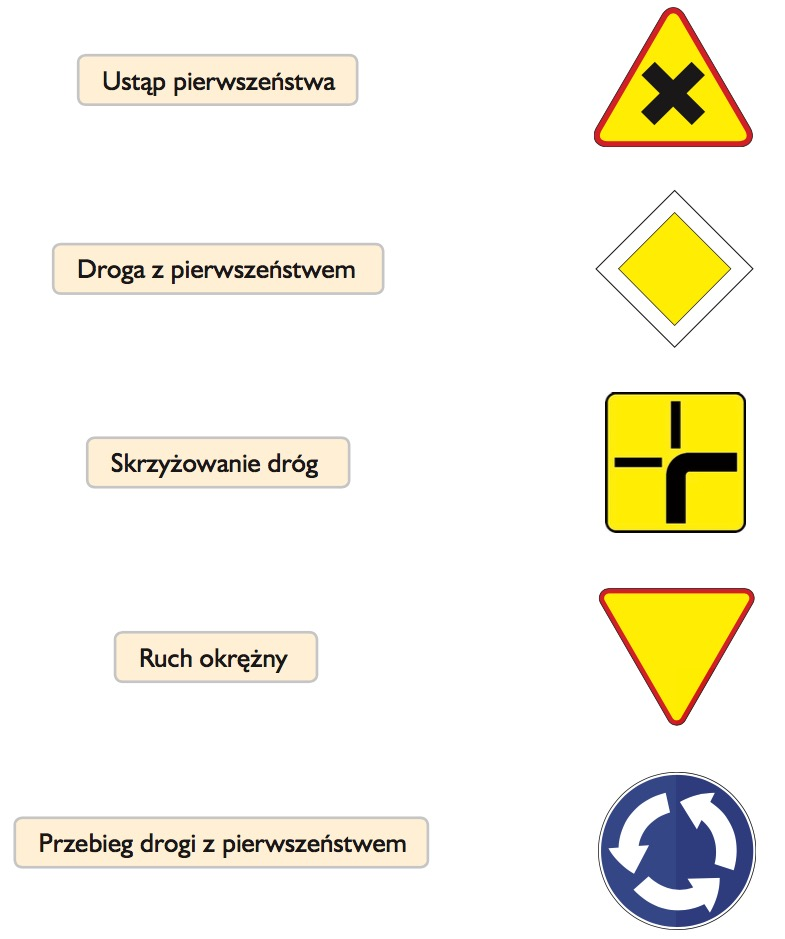 Ustąp pierwszeństwa
Droga z pierwszeństwem
Skrzyżowanie dróg
Ruch okrężny
Przebieg drogi z pierwszeństwem